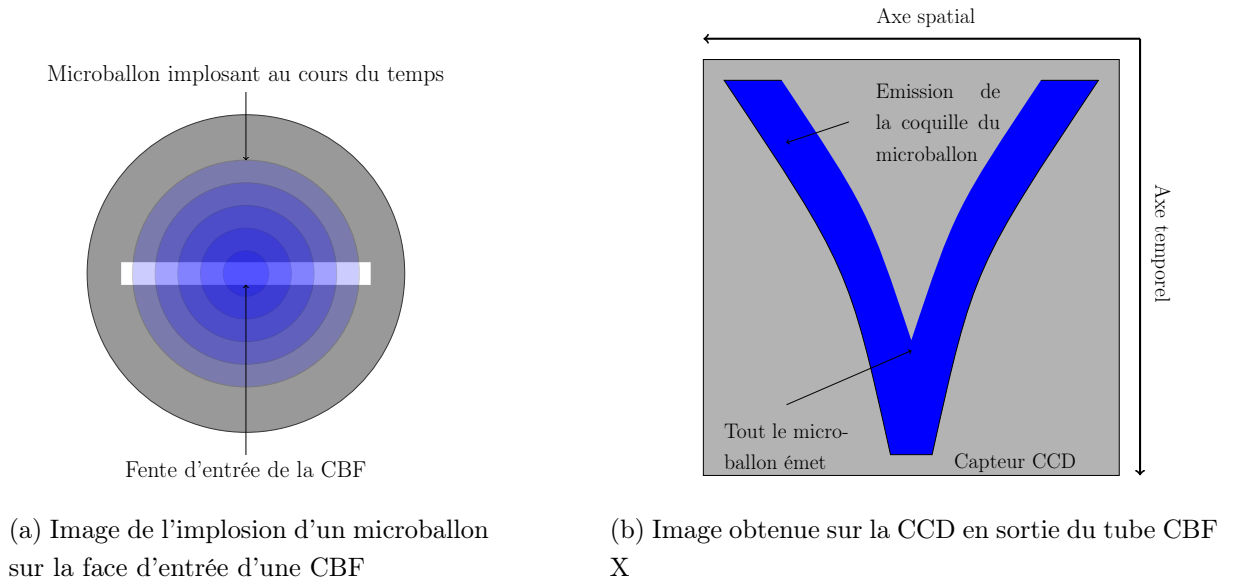 Microballon implosant au cours du temps
Fente d'entrée de la CBF
(a) Image de l'implosion d'un microballon
sur la face d'entrée d'une CBF
Axe spatial
Emission de
la coquille du
microballon
Axe temporel
Tout le micro-
ballon émet
Capteur CCD
(b) Image obtenue sur la CCD en sortie du tube CBF
X